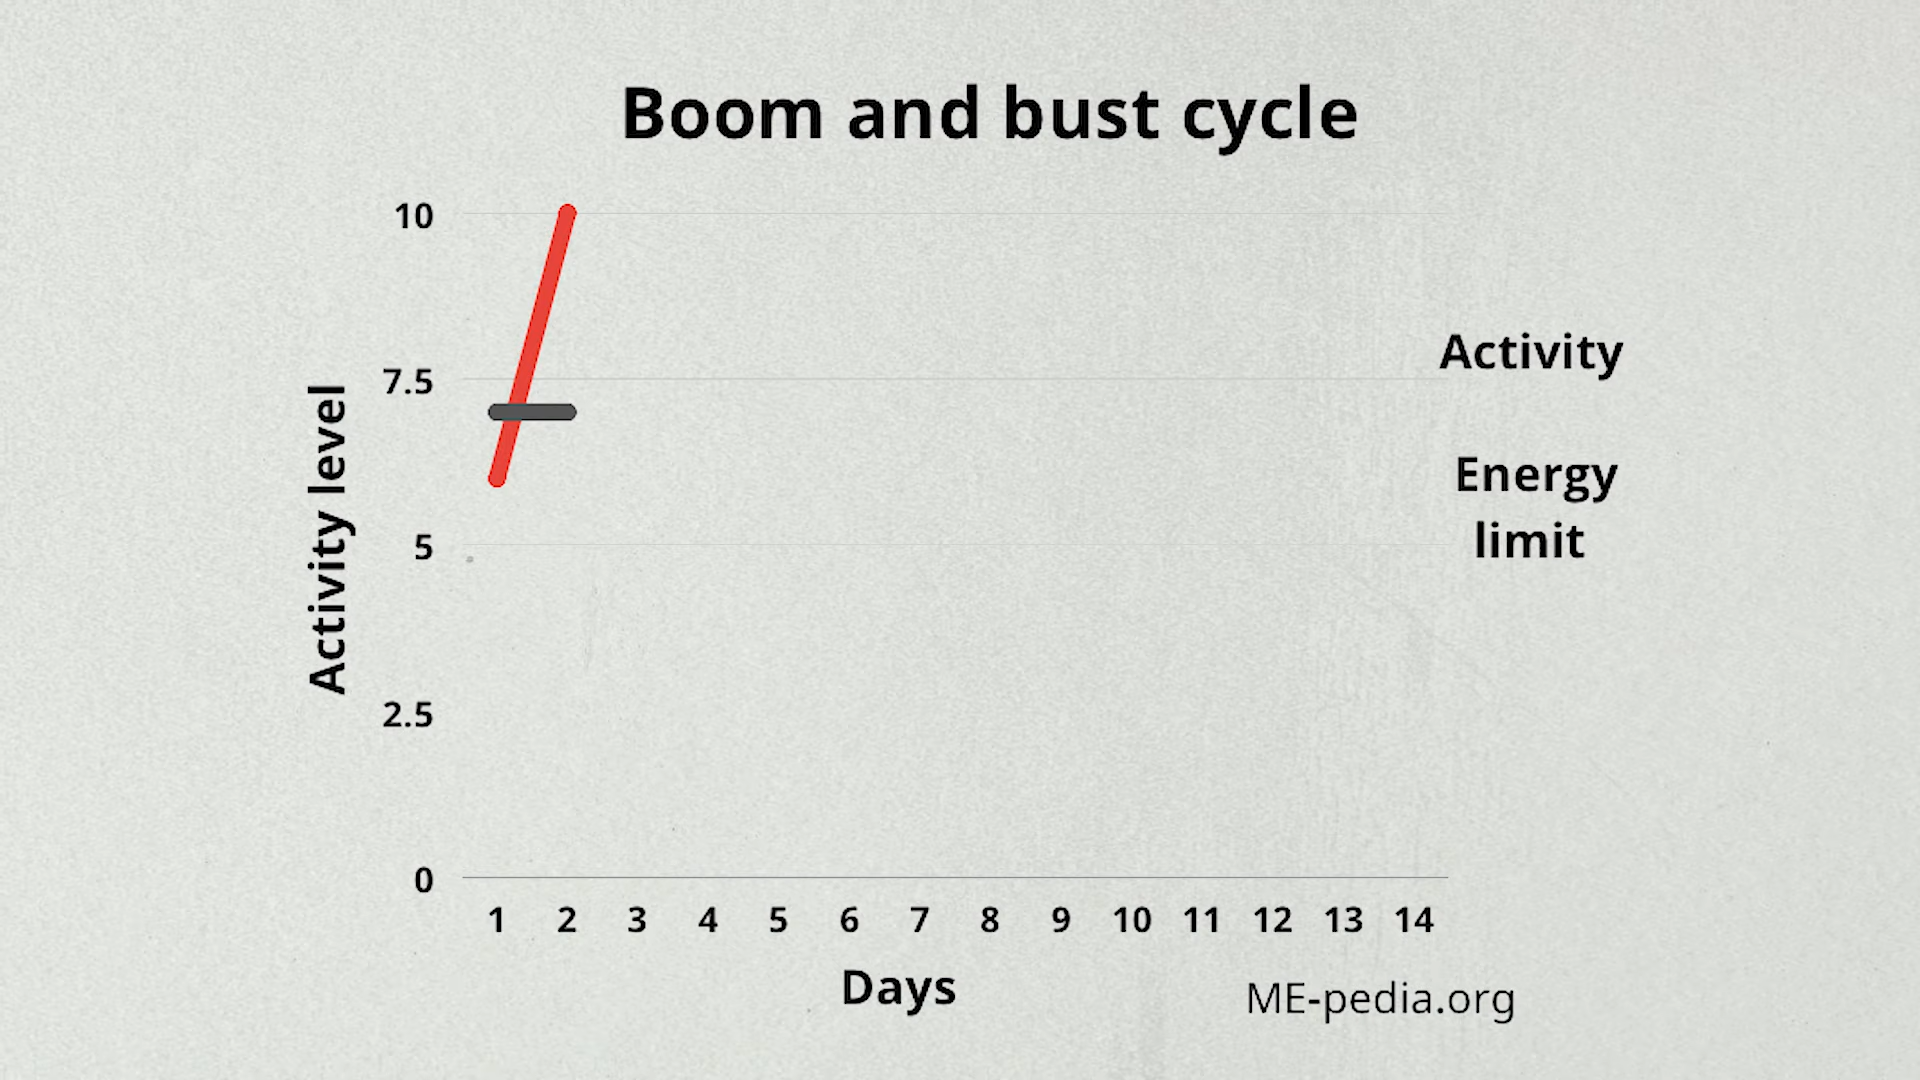 Boom and bust cycle
10
7.5
5
2.5
0
Activity level
Activity
Energy
limit
1 2 3 4 5 6 7 8 9 10 11 12 13 14
Days
ME-pedia.org